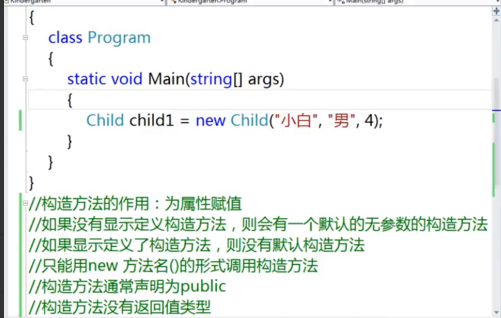 Kindergarten
Kindergarten.Program
Main(string[] args)
{
class Program
{
static void Main(string[] args)
{
Child child1 = new Child("小白", "男", 4);
}
}
}
//构造方法的作用：为属性赋值
//如果没有显示定义构造方法，则会有一个默认的无参数的构造方法
//如果显示定义了构造方法，则没有默认构造方法
//只能用new 方法名()的形式调用构造方法
//构造方法通常声明为public
//构造方法没有返回值类型